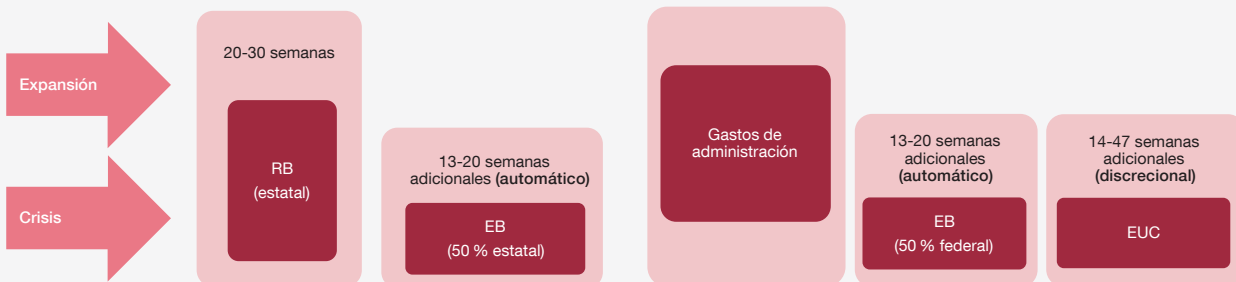 Expansión
Crisis
20-30 semanas
RB
(estatal)
13-20 semanas
adicionales (automático)
EB
(50 % estatal)
Gastos de
administración
13-20 semanas
adicionales
(automático)
EB
(50 % federal)
14-47 semanas
adicionales
(discrecional)
EUC